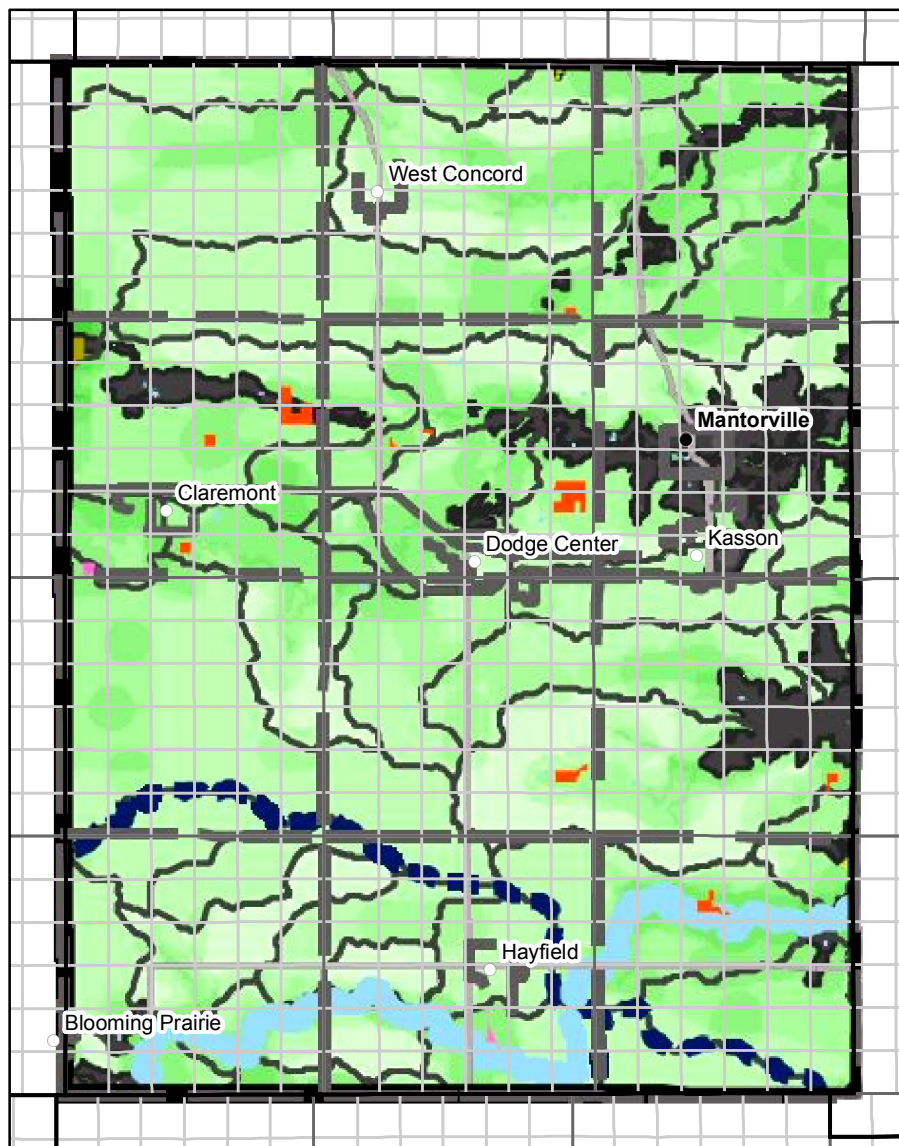 West Concord
Mantorville
Claremont
Dodge Center
Kasson
Hayfield
Blooming Prairie